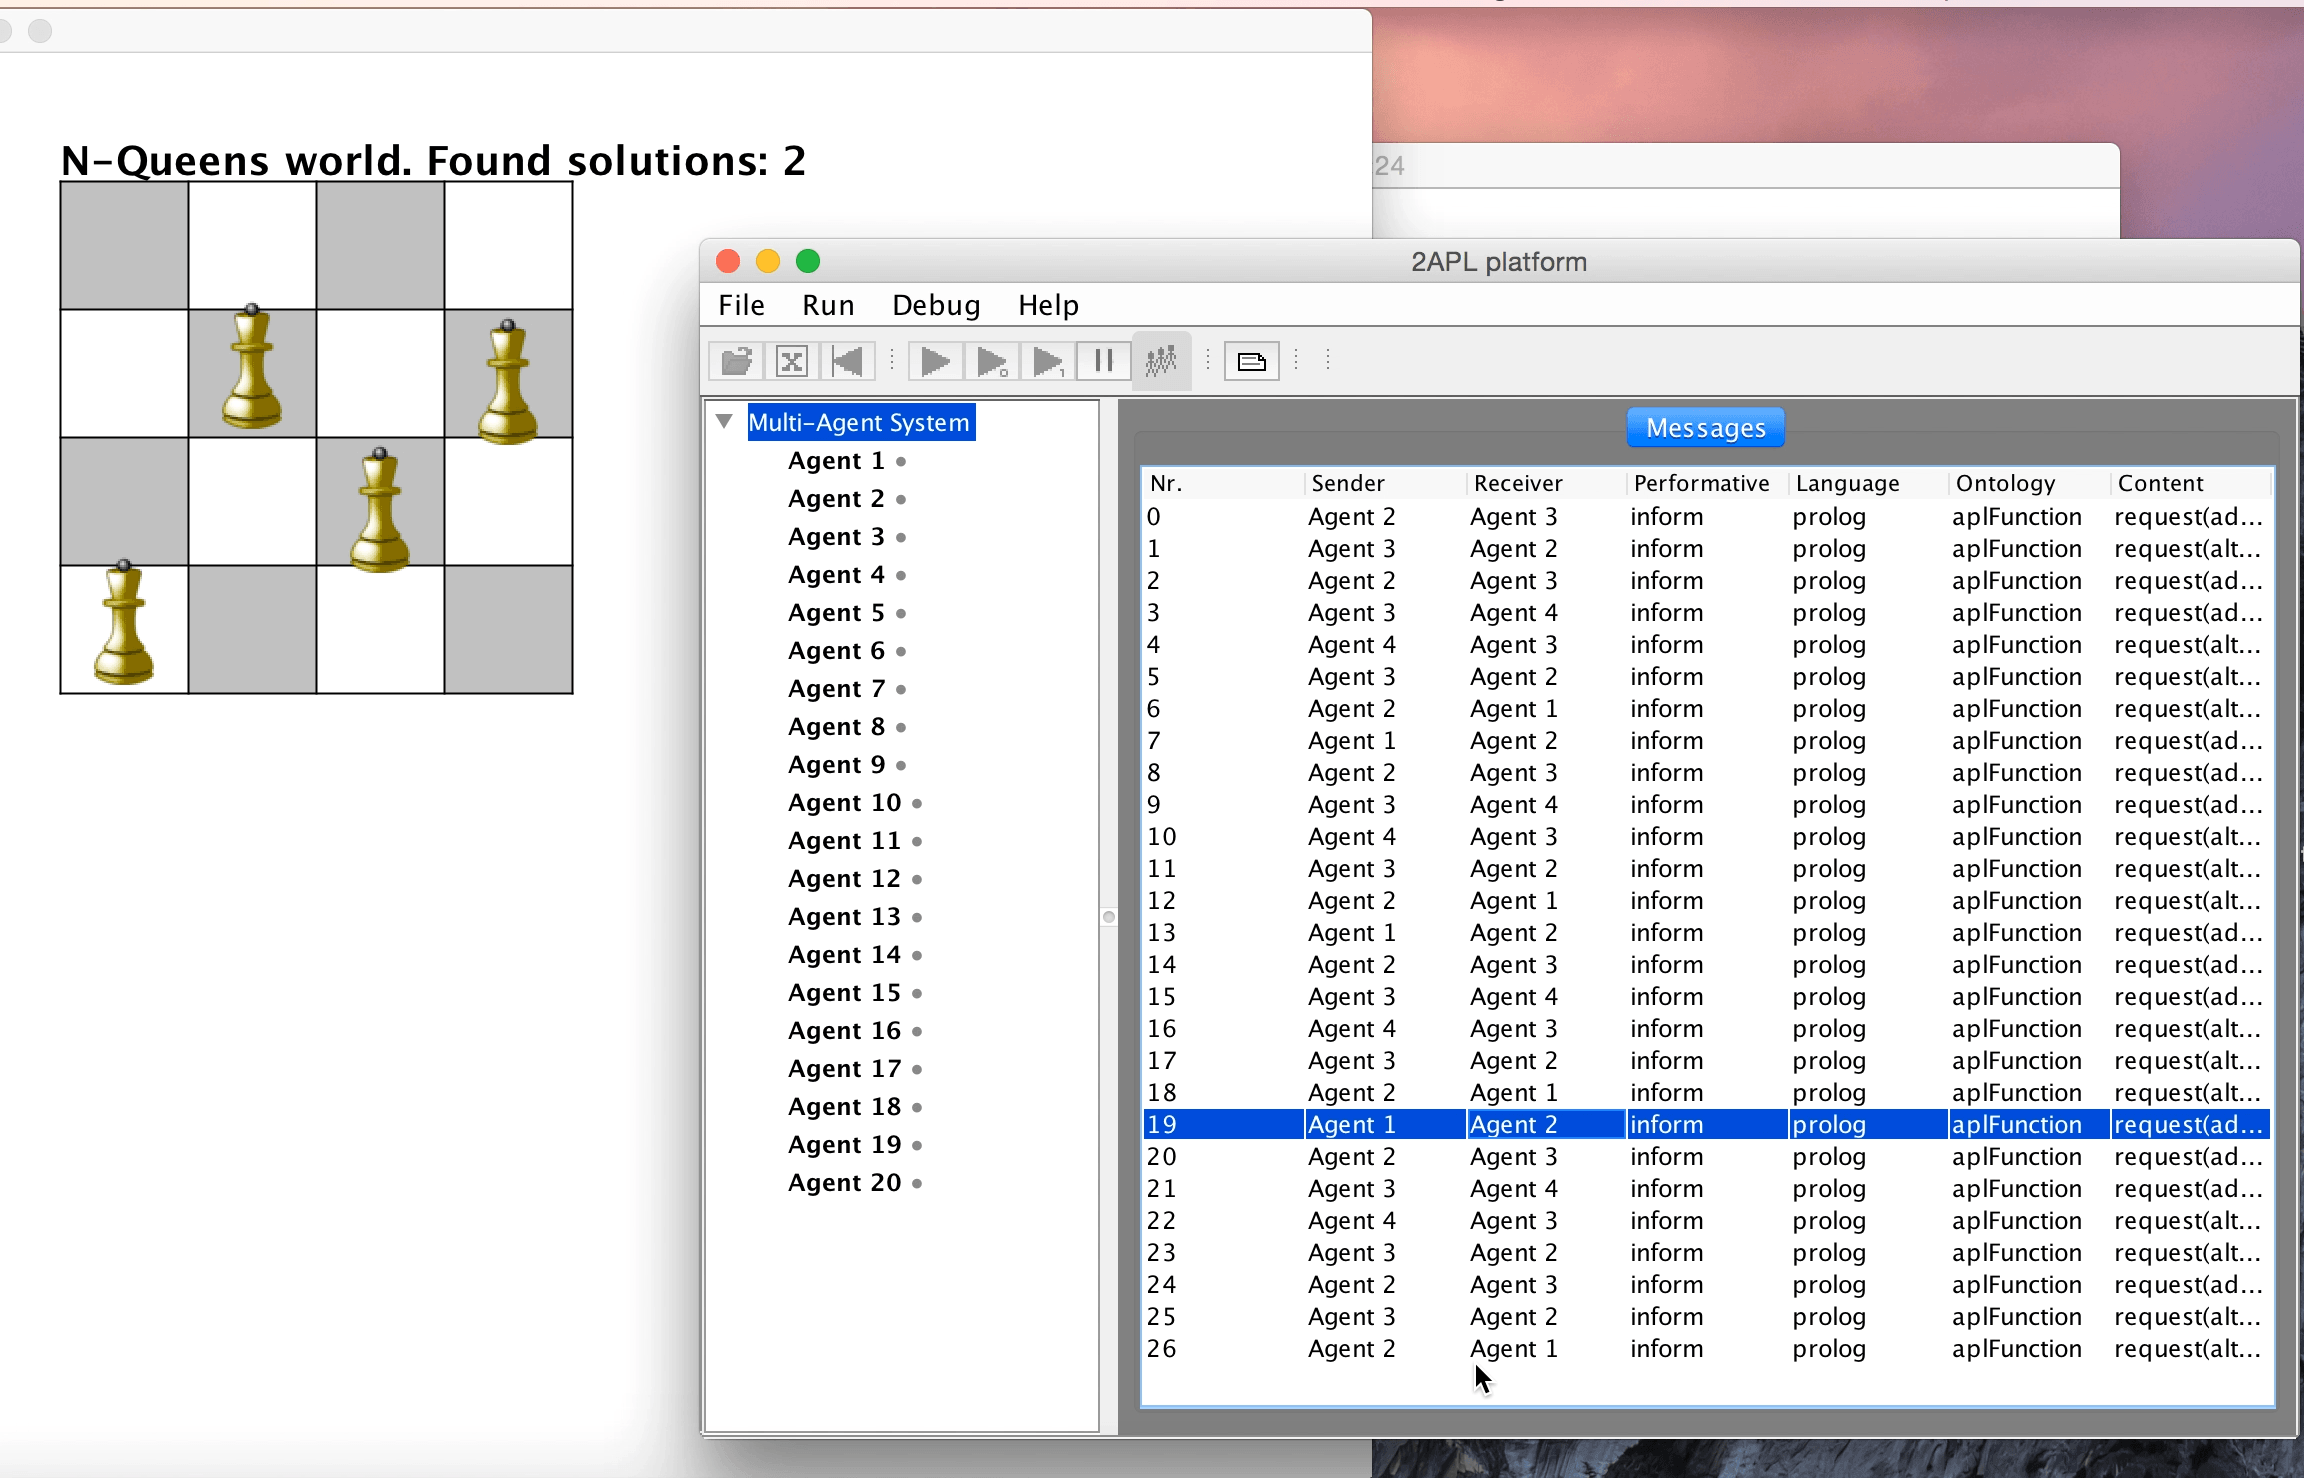 N-Queens world. Found solutions: 2
24
2APL platform
File Run Debug Help
Multi-Agent System
Agent 1
Agent 2
Agent 3
Agent 4
Agent 5
Agent 6
Agent 7
Agent 8
Agent 9
Agent 10
Agent 11
Agent 12
Agent 13
Agent 14
Agent 15
Agent 16
Agent 17
Agent 18
Agent 19
Agent 20
Messages
Nr. Sender Receiver Performative Language Ontology Content
0 Agent 2 Agent 3 inform prolog aplFunction request(ad...
1 Agent 3 Agent 2 inform prolog aplFunction request(alt...
2 Agent 2 Agent 3 inform prolog aplFunction request(ad...
3 Agent 3 Agent 4 inform prolog aplFunction request(ad...
4 Agent 4 Agent 3 inform prolog aplFunction request(alt...
5 Agent 3 Agent 2 inform prolog aplFunction request(alt...
6 Agent 2 Agent 1 inform prolog aplFunction request(alt...
7 Agent 1 Agent 2 inform prolog aplFunction request(ad...
8 Agent 2 Agent 3 inform prolog aplFunction request(ad...
9 Agent 3 Agent 4 inform prolog aplFunction request(ad...
10 Agent 4 Agent 3 inform prolog aplFunction request(alt...
11 Agent 3 Agent 2 inform prolog aplFunction request(alt...
12 Agent 2 Agent 1 inform prolog aplFunction request(alt...
13 Agent 1 Agent 2 inform prolog aplFunction request(ad...
14 Agent 2 Agent 3 inform prolog aplFunction request(ad...
15 Agent 3 Agent 4 inform prolog aplFunction request(ad...
16 Agent 4 Agent 3 inform prolog aplFunction request(alt...
17 Agent 3 Agent 2 inform prolog aplFunction request(alt...
18 Agent 2 Agent 1 inform prolog aplFunction request(alt...
19 Agent 1 Agent 2 inform prolog aplFunction request(ad...
20 Agent 2 Agent 3 inform prolog aplFunction request(ad...
21 Agent 3 Agent 4 inform prolog aplFunction request(ad...
22 Agent 4 Agent 3 inform prolog aplFunction request(alt...
23 Agent 3 Agent 2 inform prolog aplFunction request(alt...
24 Agent 2 Agent 3 inform prolog aplFunction request(ad...
25 Agent 3 Agent 2 inform prolog aplFunction request(alt...
26 Agent 2 Agent 1 inform prolog aplFunction request(alt...